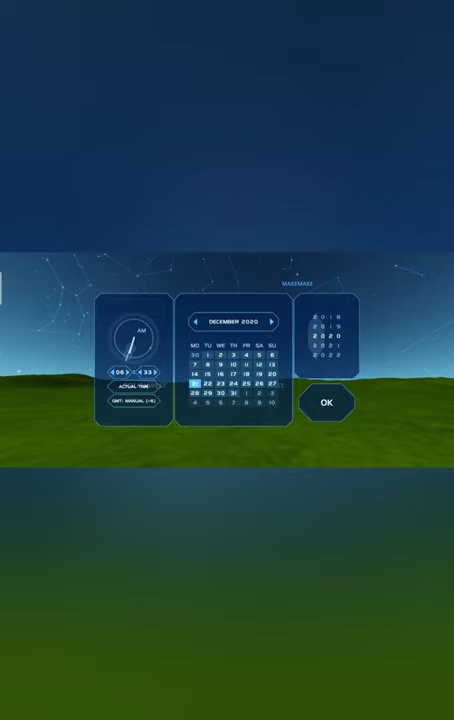 MAKEMAKE
AM
06 : 33
ACTUAL TIME
GMT: MANUAL (+6)
DECEMBER 2020
MO TU WE TH FR SA SU
30 1 2 3 4 5 6
7 8 9 10 11 12 13
14 15 16 17 18 19 20
21 22 23 24 25 26 27
28 29 30 31 1 2 3
4 5 6 7 8 9 10
2018
2019
2020
2021
2022
OK